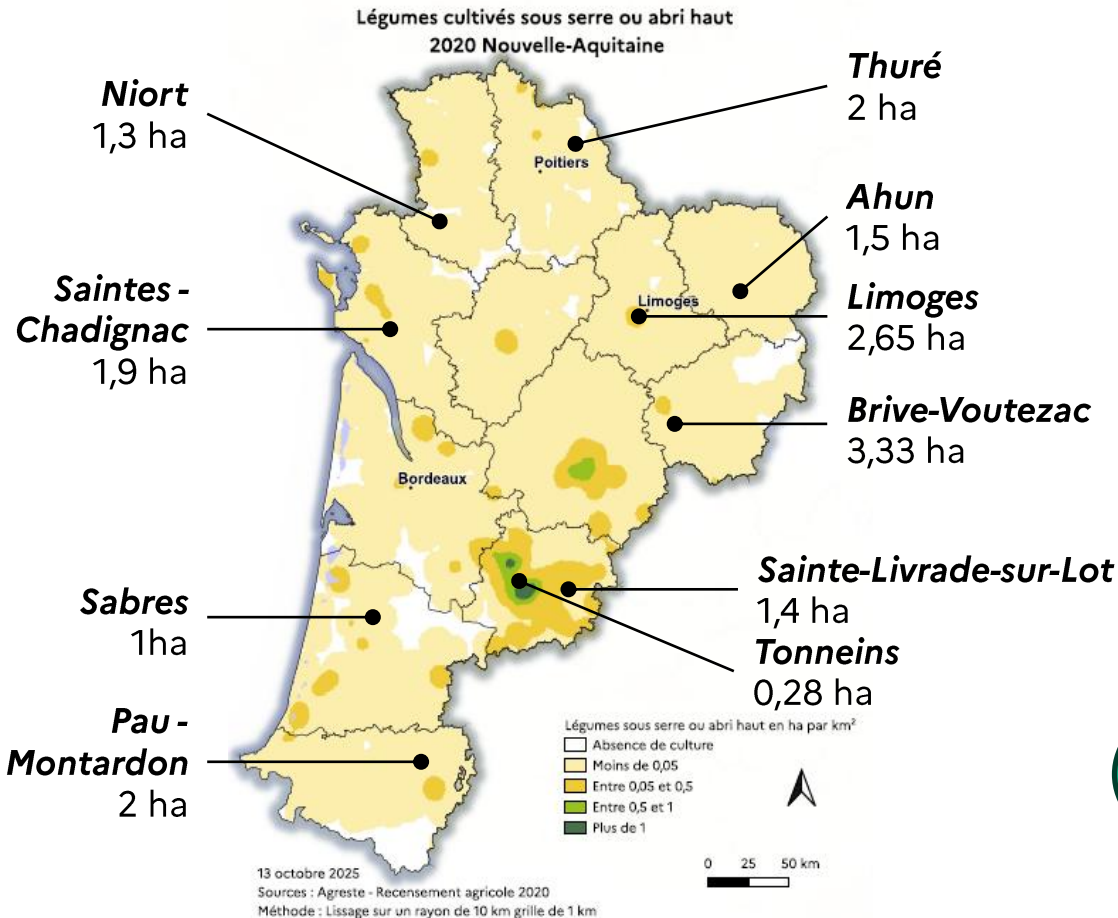 Légumes cultivés sous serre ou abri haut
2020 Nouvelle-Aquitaine
Niort
1,3 ha
Thuré
2 ha
Poitiers
Ahun
1,5 ha
Saintes -
Chadignac
1,9 ha
Limoges
Limoges
2,65 ha
Brive-Voutezac
3,33 ha
Bordeaux
Sainte-Livrade-sur-Lot
1,4 ha
Sabres
1ha
Tonneins
0,28 ha
Pau -
Montardon
2 ha
Légumes sous serre ou abri haut en ha par km²
Absence de culture
Moins de 0,05
Entre 0,05 et 0,5
Entre 0,5 et 1
Plus de 1
0 25 50 km
13 octobre 2025
Sources : Agreste - Recensement agricole 2020
Méthode : Lissage sur un rayon de 10 km grille de 1 km